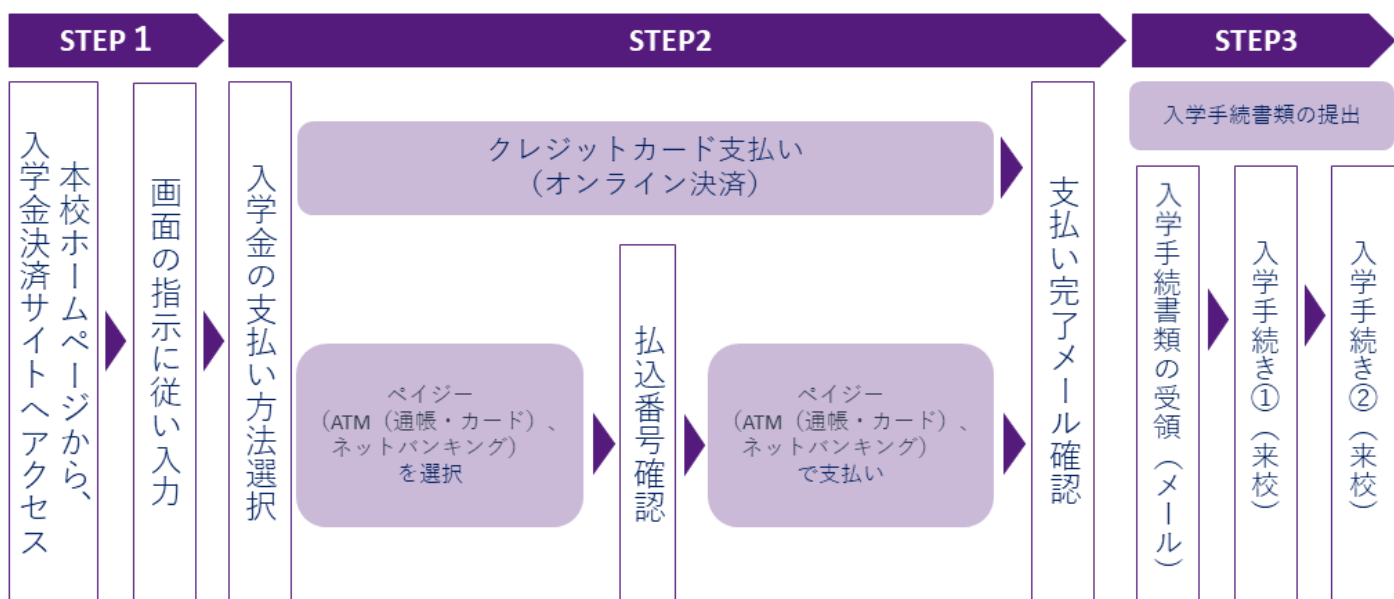 STEP 1
STEP2
STEP3
本校ホームページから、
入学金決済サイトへアクセス
画面の指示に従い入力
入学金の支払い方法選択
クレジットカード支払い
（オンライン決済）
ペイジー
（ATM（通帳・カード）、
ネットバンキング）
を選択
払込番号確認
ペイジー
（ATM（通帳・カード）、
ネットバンキング）
で支払い
支払い完了メール確認
入学手続書類の提出
入学手続書類の受領（メール）
入学手続き①（来校）
入学手続き②（来校）